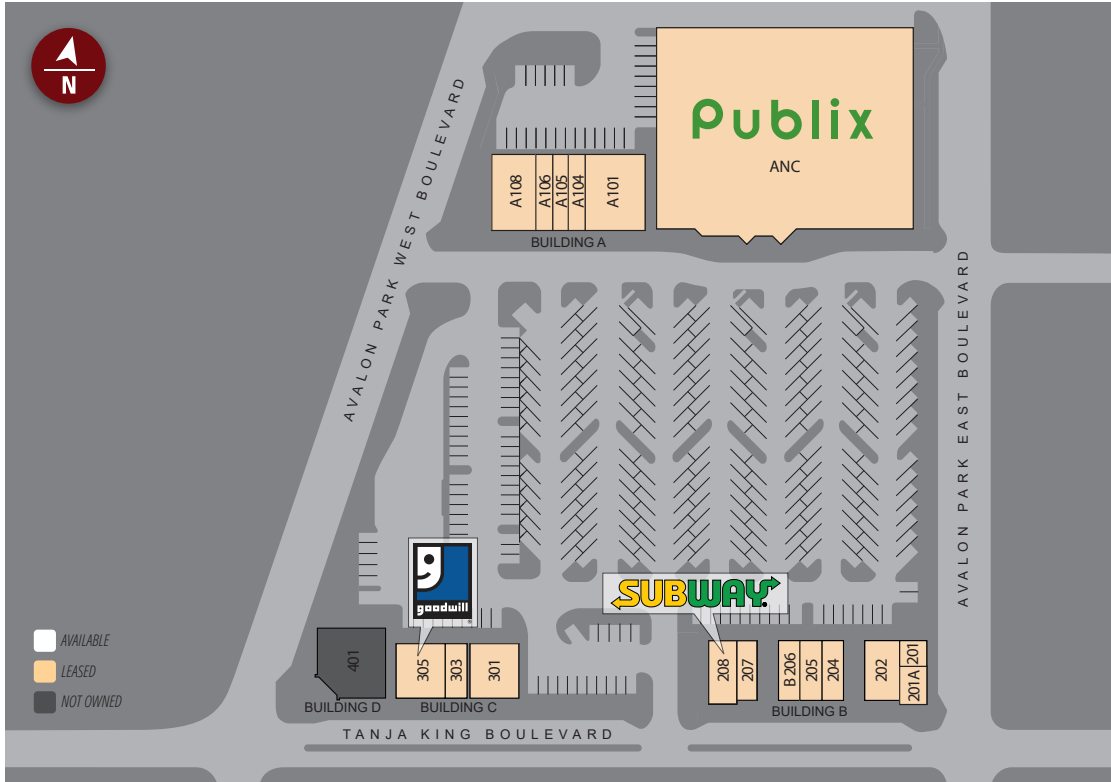 N
AVALON PARK WEST BOULEVARD
Publix
ANC
A108
A106
A105
A104
A101
BUILDING A
AVALON PARK EAST BOULEVARD
goodwill
SUBWAY
AVAILABLE
LEASED
NOT OWNED
401
305
303
301
208
207
B 206
205
204
202
201
201A
BUILDING D
BUILDING C
BUILDING B
TANJA KING BOULEVARD